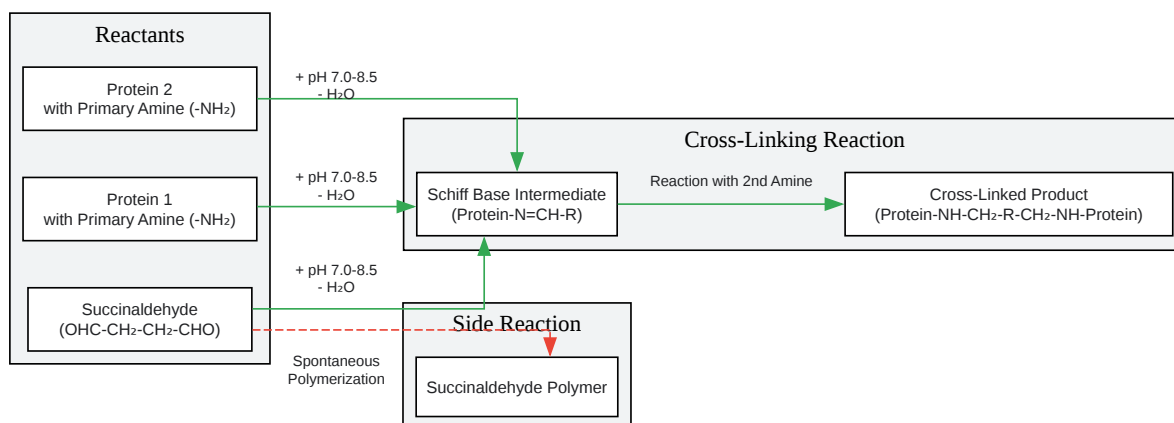 Reactants
Protein 2
with Primary Amine (-NH₂)
+ pH 7.0-8.5
- H₂O
Protein 1
with Primary Amine (-NH₂)
+ pH 7.0-8.5
- H₂O
Succinaldehyde
(OHC-CH₂-CH₂-CHO)
+ pH 7.0-8.5
- H₂O
Cross-Linking Reaction
Schiff Base Intermediate
(Protein-N=CH-R)
Reaction with 2nd Amine
Cross-Linked Product
(Protein-NH-CH₂-R-CH₂-NH-Protein)
Side Reaction
Spontaneous
Polymerization
Succinaldehyde Polymer